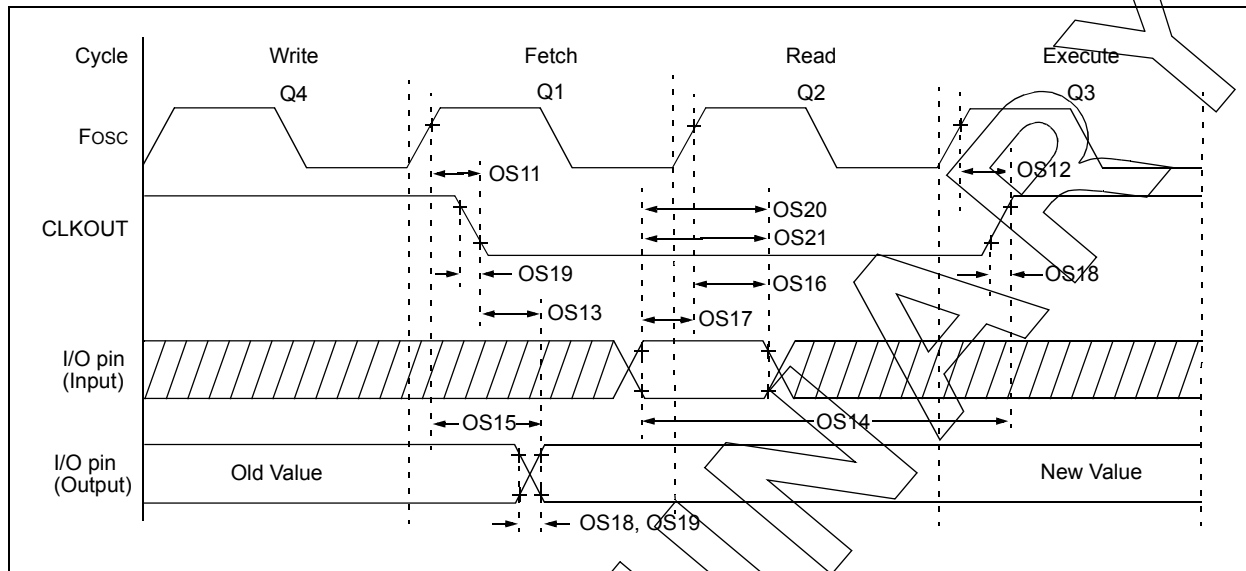 Cycle Write Fetch Read Execute
Q4 Q1 Q2 Q3
FOSC
OS11 OS12
OS20
CLKOUT
OS21
OS19 OS18
OS16
OS13 OS17
I/O pin
(Input)
OS15 OS14
I/O pin
(Output)
Old Value New Value
OS18, OS19